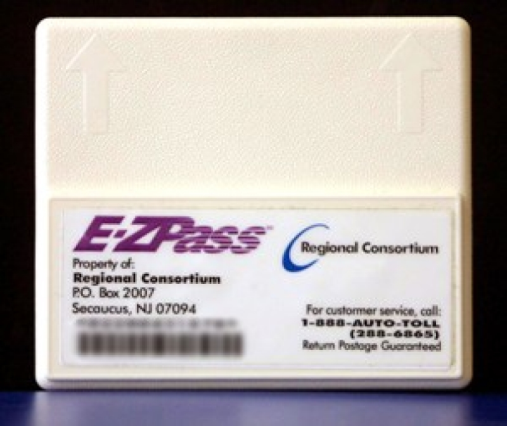 E-ZPass
Regional Consortium
Property of:
Regional Consortium
P.O. Box 2007
Secaucus, NJ 07094
For custormer service, call:
1-888-AUTO-TOLL
(288-6865)
Return Postage Guaranteed